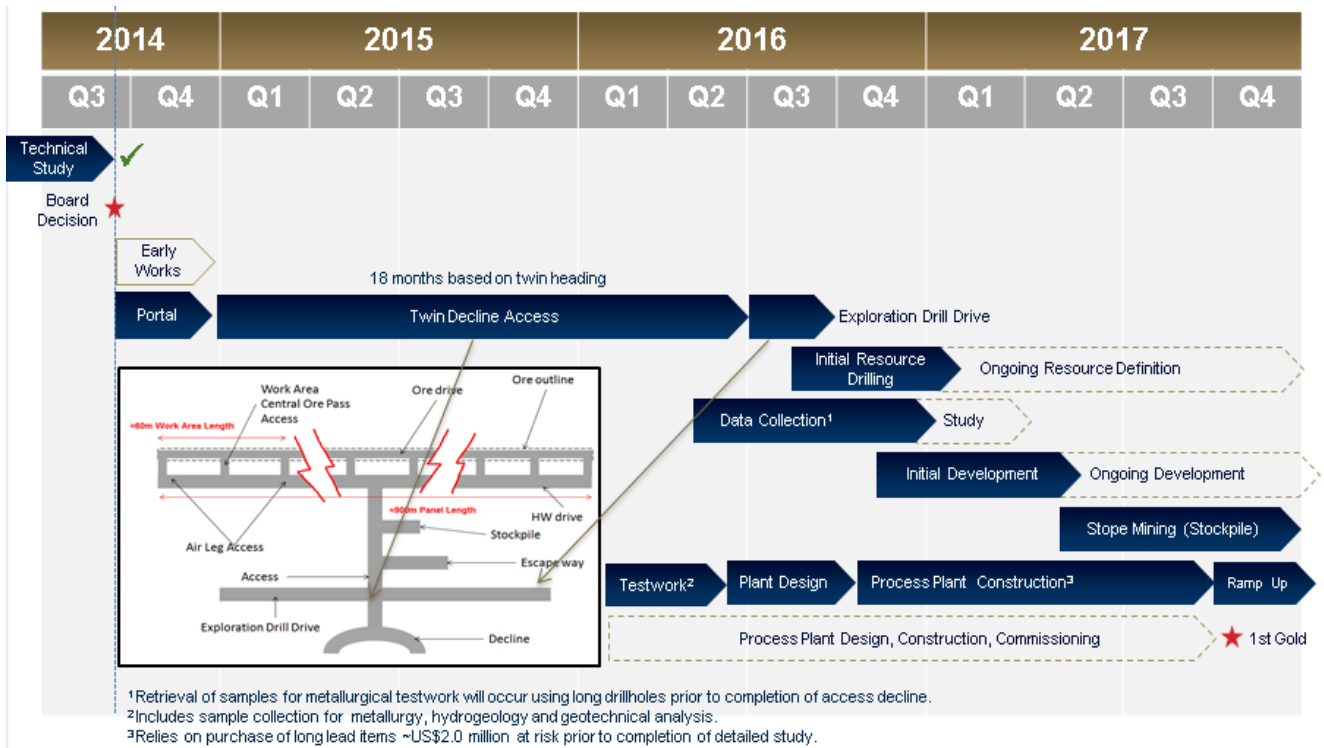 2014 2015 2016 2017
Q3 Q4 Q1 Q2 Q3 Q4 Q1 Q2 Q3 Q4 Q1 Q2 Q3 Q4
Technical
Study
Board
Decision
Early
Works
18 months based on twin heading
Portal
Twin Decline Access
Exploration Drill Drive
Initial Resource
Drilling
Ongoing Resource Definition
Data Collection¹
Study
Initial Development
Ongoing Development
Stope Mining (Stockpile)
Testwork²
Plant Design
Process Plant Construction³
Ramp Up
Process Plant Design, Construction, Commissioning
1st Gold
Work Area
Central Ore Pass
Access
Ore drive
Ore outline
≈60m Work Area Length
≈900m Panel Length
HW drive
Stockpile
Air Leg Access
Escape way
Access
Exploration Drill Drive
Decline
¹Retrieval of samples for metallurgical testwork will occur using long drillholes prior to completion of access decline.
²Includes sample collection for metallurgy, hydrogeology and geotechnical analysis.
³Relies on purchase of long lead items ~US$2.0 million at risk prior to completion of detailed study.